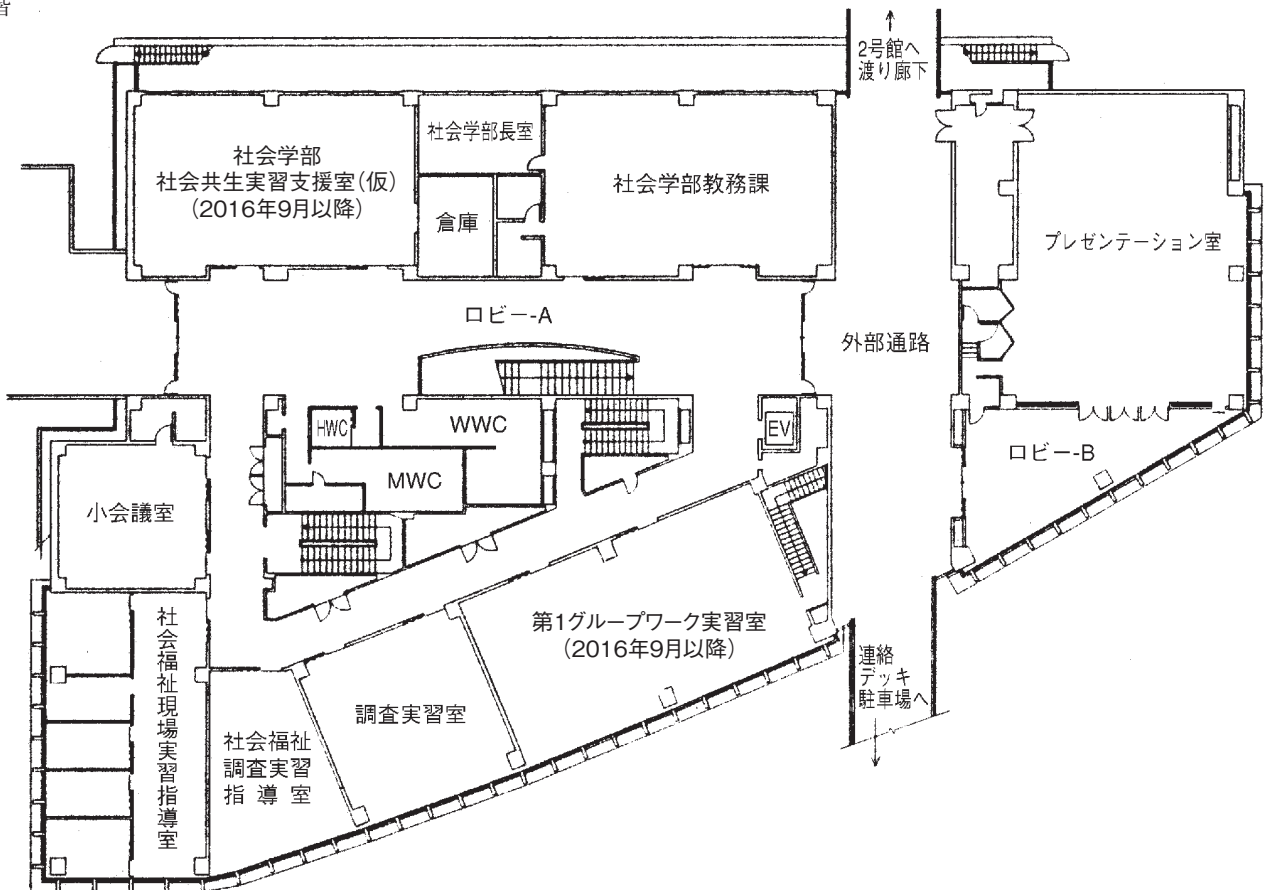 階
2号館へ
渡り廊下
社会学部長室
社会学部
社会共生実習支援室(仮)
(2016年9月以降)
社会学部教務課
倉庫
プレゼンテーション室
ロビー-A
外部通路
HWC
WWC
EV
MWC
ロビー-B
小会議室
第1グループワーク実習室
(2016年9月以降)
社会福祉現場実習指導室
連絡
デッキ
駐車場へ
調査実習室
社会福祉
調査実習
指導室